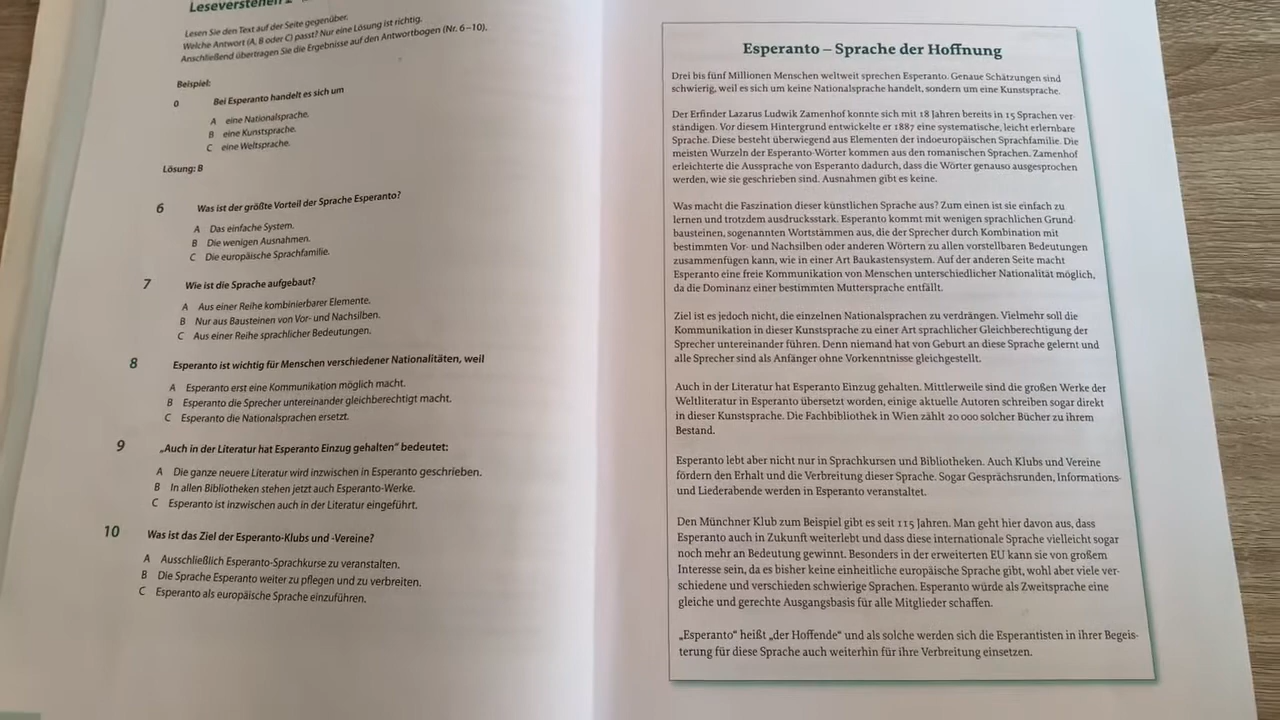 Leseverstehen
Lesen Sie den Text auf der Seite gegenüber.
Welche Antwort (A, B oder C) passt? Nur eine Lösung ist richtig.
Anschließend übertragen Sie die Ergebnisse auf den Antwortbogen (Nr. 6–10).
Beispiel:
0 Bei Esperanto handelt es sich um
A eine Nationalsprache.
B eine Kunstsprache.
C eine Weltsprache.
Lösung: B
6 Was ist der größte Vorteil der Sprache Esperanto?
A Das einfache System.
B Die wenigen Ausnahmen.
C Die europäische Sprachfamilie.
7 Wie ist die Sprache aufgebaut?
A Aus einer Reihe kombinierbarer Elemente.
B Nur aus Bausteinen von Vor- und Nachsilben.
C Aus einer Reihe sprachlicher Bedeutungen.
8 Esperanto ist wichtig für Menschen verschiedener Nationalitäten, weil
A Esperanto erst eine Kommunikation möglich macht.
B Esperanto die Sprecher untereinander gleichberechtigt macht.
C Esperanto die Nationalsprachen ersetzt.
9 „Auch in der Literatur hat Esperanto Einzug gehalten“ bedeutet:
A Die ganze neuere Literatur wird inzwischen in Esperanto geschrieben.
B In allen Bibliotheken stehen jetzt auch Esperanto-Werke.
C Esperanto ist inzwischen auch in der Literatur eingeführt.
10 Was ist das Ziel der Esperanto-Klubs und -Vereine?
A Ausschließlich Esperanto-Sprachkurse zu veranstalten.
B Die Sprache Esperanto weiter zu pflegen und zu verbreiten.
C Esperanto als europäische Sprache einzuführen.
Esperanto – Sprache der Hoffnung
Drei bis fünf Millionen Menschen weltweit sprechen Esperanto. Genaue Schätzungen sind
schwierig, weil es sich um keine Nationalsprache handelt, sondern um eine Kunstsprache.
Der Erfinder Lazarus Ludwik Zamenhof konnte sich mit 18 Jahren bereits in 15 Sprachen ver-
ständigen. Vor diesem Hintergrund entwickelte er 1887 eine systematische, leicht erlernbare
Sprache. Diese besteht überwiegend aus Elementen der indoeuropäischen Sprachfamilie. Die
meisten Wurzeln der Esperanto-Wörter kommen aus den romanischen Sprachen. Zamenhof
erleichterte die Aussprache von Esperanto dadurch, dass die Wörter genauso ausgesprochen
werden, wie sie geschrieben sind. Ausnahmen gibt es keine.
Was macht die Faszination dieser künstlichen Sprache aus? Zum einen ist sie einfach zu
lernen und trotzdem ausdrucksstark. Esperanto kommt mit wenigen sprachlichen Grund-
bausteinen, sogenannten Wortstämmen aus, die der Sprecher durch Kombination mit
bestimmten Vor- und Nachsilben oder anderen Wörtern zu allen vorstellbaren Bedeutungen
zusammenfügen kann, wie in einer Art Baukastensystem. Auf der anderen Seite macht
Esperanto eine freie Kommunikation von Menschen unterschiedlicher Nationalität möglich,
da die Dominanz einer bestimmten Muttersprache entfällt.
Ziel ist es jedoch nicht, die einzelnen Nationalsprachen zu verdrängen. Vielmehr soll die
Kommunikation in dieser Kunstsprache zu einer Art sprachlicher Gleichberechtigung der
Sprecher untereinander führen. Denn niemand hat von Geburt an diese Sprache gelernt und
alle Sprecher sind als Anfänger ohne Vorkenntnisse gleichgestellt.
Auch in der Literatur hat Esperanto Einzug gehalten. Mittlerweile sind die großen Werke der
Weltliteratur in Esperanto übersetzt worden, einige aktuelle Autoren schreiben sogar direkt
in dieser Kunstsprache. Die Fachbibliothek in Wien zählt 20 000 solcher Bücher zu ihrem
Bestand.
Esperanto lebt aber nicht nur in Sprachkursen und Bibliotheken. Auch Klubs und Vereine
fördern den Erhalt und die Verbreitung dieser Sprache. Sogar Gesprächsrunden, Informations-
und Liederabende werden in Esperanto veranstaltet.
Den Münchner Klub zum Beispiel gibt es seit 115 Jahren. Man geht hier davon aus, dass
Esperanto auch in Zukunft weiterlebt und dass diese internationale Sprache vielleicht sogar
noch mehr an Bedeutung gewinnt. Besonders in der erweiterten EU kann sie von großem
Interesse sein, da es bisher keine einheitliche europäische Sprache gibt, wohl aber viele ver-
schiedene und verschieden schwierige Sprachen. Esperanto würde als Zweitsprache eine
gleiche und gerechte Ausgangsbasis für alle Mitglieder schaffen.
„Esperanto“ heißt „der Hoffende“ und als solche werden sich die Esperantisten in ihrer Begeis-
terung für diese Sprache auch weiterhin für ihre Verbreitung einsetzen.